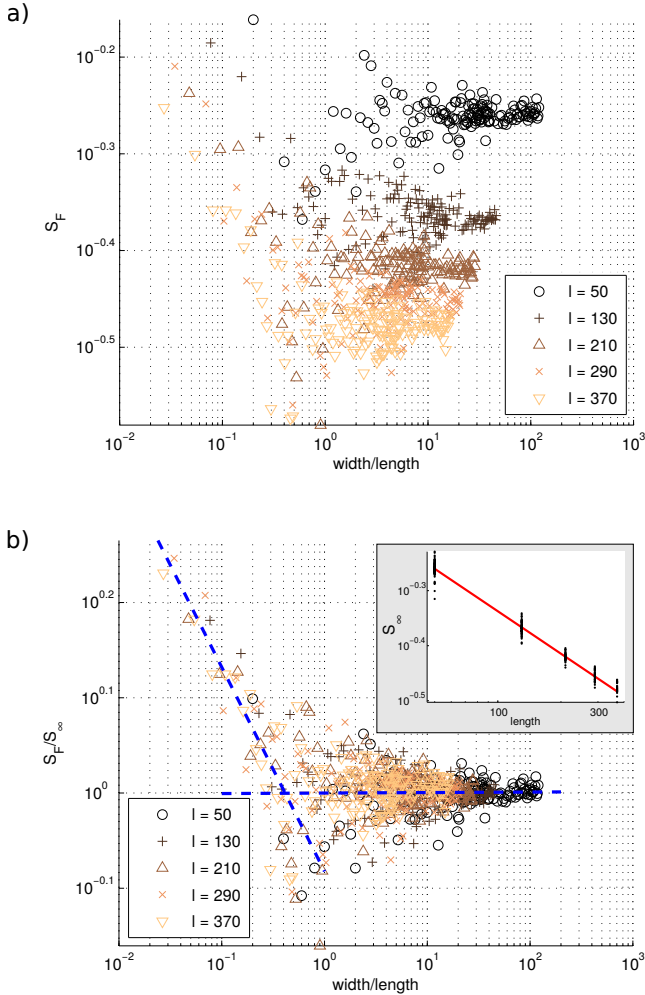 a)
10^-0.2
10^-0.3
10^-0.4
10^-0.5
S_F
l = 50
l = 130
l = 210
l = 290
l = 370
10^-2
10^-1
10^0
10^1
10^2
10^3
width/length
b)
10^0.2
10^0.1
10^0
10^-0.1
S_F/S_∞
10^-0.3
10^-0.4
10^-0.5
S_∞
100
300
length
l = 50
l = 130
l = 210
l = 290
l = 370
10^-2
10^-1
10^0
10^1
10^2
10^3
width/length